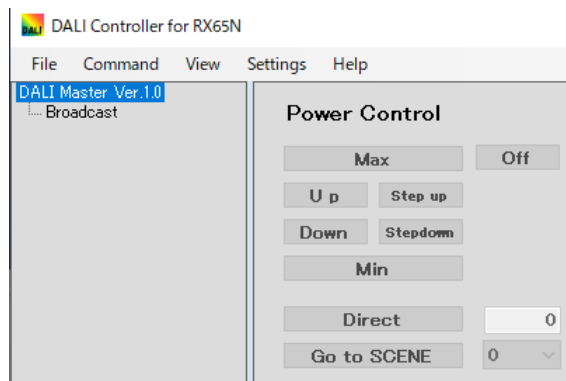 DALI
DALI Controller for RX65N
File Command View Settings Help
DALI Master Ver.1.0
Broadcast
Power Control
Max Off
U p Step up
Down Stepdown
Min
Direct 0
Go to SCENE 0